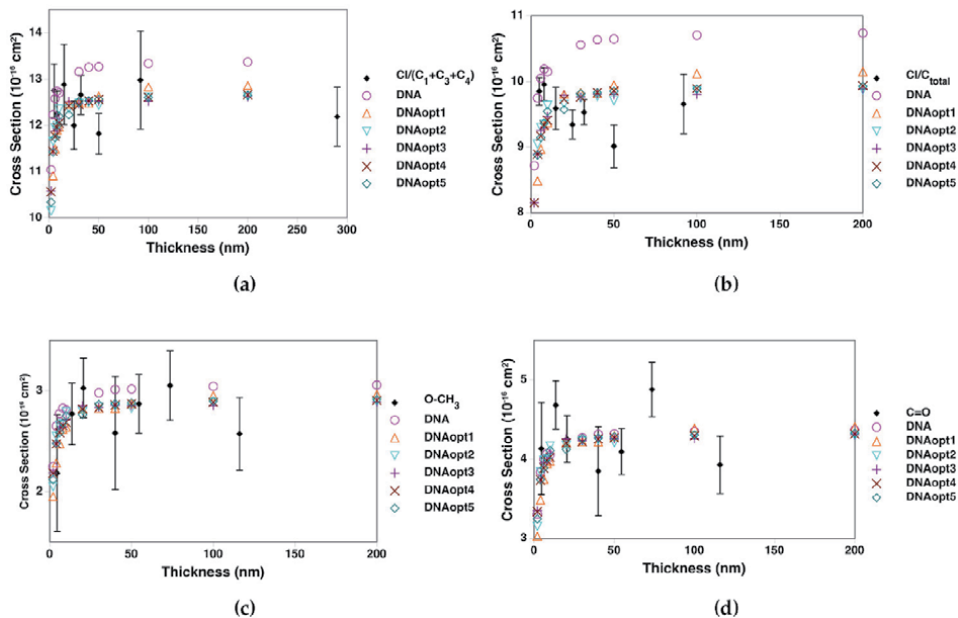 14
13
12
11
10
Cross Section (10⁻¹⁶ cm²)
0 50 100 150 200 250 300
Thickness (nm)
Cl/(C₁+C₃+C₄)
DNA
DNAopt1
DNAopt2
DNAopt3
DNAopt4
DNAopt5
(a)
11
10
9
8
Cross Section (10⁻¹⁶ cm²)
0 50 100 150 200
Thickness (nm)
Cl/Cₜₒₜₐₗ
DNA
DNAopt1
DNAopt2
DNAopt3
DNAopt4
DNAopt5
(b)
3
2
Cross Section (10⁻¹⁶ cm²)
0 50 100 150 200
Thickness (nm)
O-CH₃
DNA
DNAopt1
DNAopt2
DNAopt3
DNAopt4
DNAopt5
(c)
5
4
3
Cross Section (10⁻¹⁶ cm²)
0 50 100 150 200
Thickness (nm)
C=O
DNA
DNAopt1
DNAopt2
DNAopt3
DNAopt4
DNAopt5
(d)